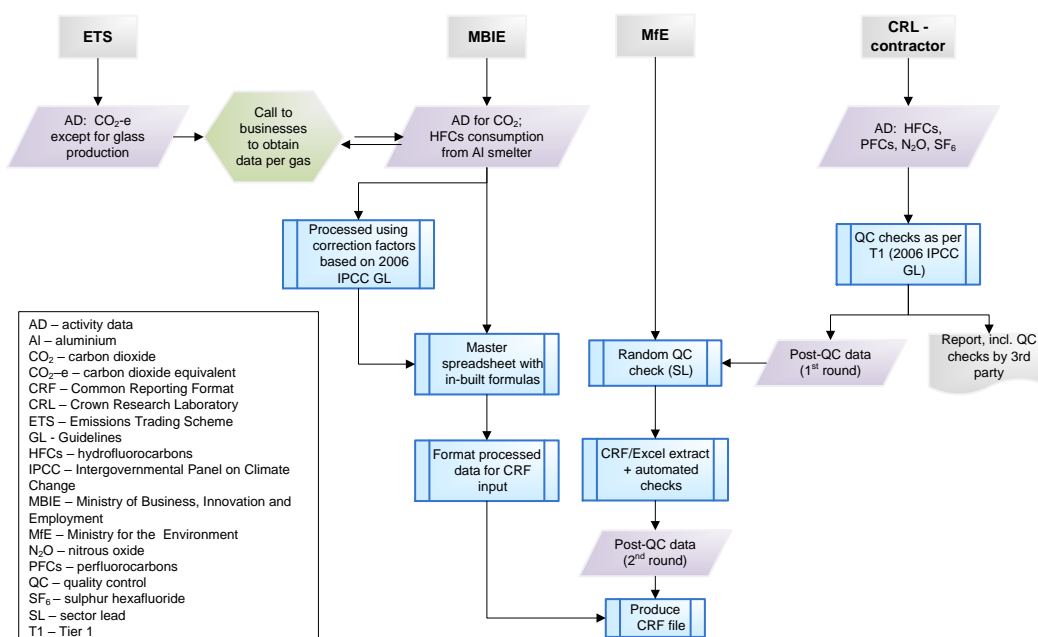 ETS
MBIE
MfE
CRL -
contractor
AD: CO₂-e
except for glass
production
Call to
businesses
to obtain
data per gas
AD for CO₂;
HFCs consumption
from Al smelter
AD: HFCs,
PFCs, N₂O, SF₆
Processed using
correction factors
based on 2006
IPCC GL
QC checks as per
T1 (2006 IPCC
GL)
Master
spreadsheet with
in-built formulas
Random QC
check (SL)
Post-QC data
(1st round)
Report, incl. QC
checks by 3rd
party
Format processed
data for CRF
input
CRF/Excel extract
+ automated
checks
Post-QC data
(2nd round)
Produce
CRF file
AD – activity data
Al – aluminium
CO₂ – carbon dioxide
CO₂–e – carbon dioxide equivalent
CRF – Common Reporting Format
CRL – Crown Research Laboratory
ETS – Emissions Trading Scheme
GL - Guidelines
HFCs – hydrofluorocarbons
IPCC – Intergovernmental Panel on Climate
Change
MBIE – Ministry of Business, Innovation and
Employment
MfE – Ministry for the Environment
N₂O – nitrous oxide
PFCs – perfluorocarbons
QC – quality control
SF₆ – sulphur hexafluoride
SL – sector lead
T1 – Tier 1